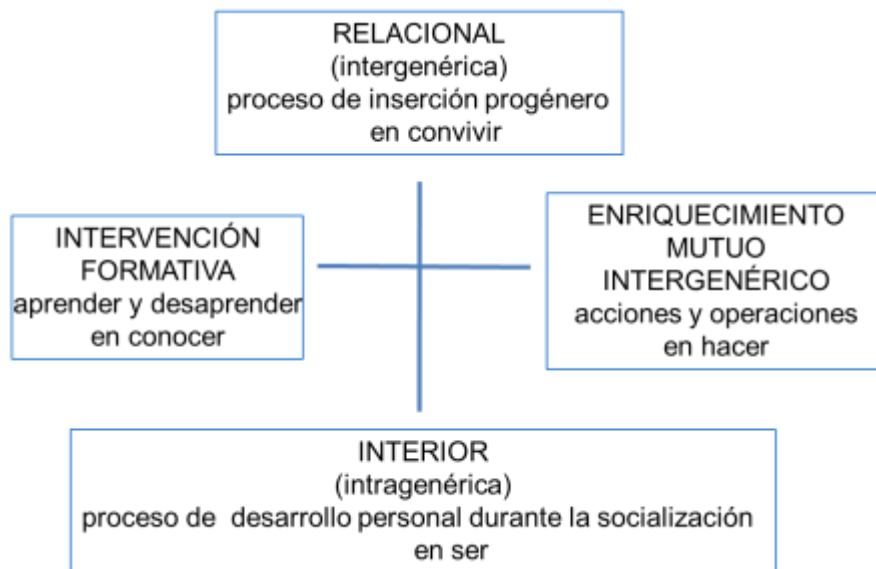 RELACIONAL
(intergenérica)
proceso de inserción progénero
en convivir
INTERVENCIÓN
FORMATIVA
aprender y desaprender
en conocer
ENRIQUECIMIENTO
MUTUO
INTERGENÉRICO
acciones y operaciones
en hacer
INTERIOR
(intragenérica)
proceso de desarrollo personal durante la socialización
en ser